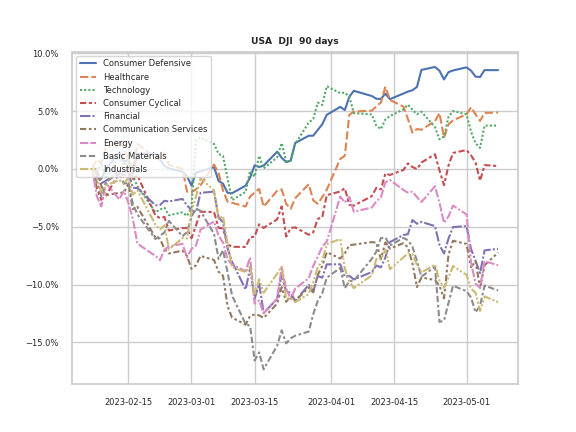 USA  DJI  90 days
10.0%
5.0%
0.0%
−5.0%
−10.0%
−15.0%
Consumer Defensive
Healthcare
Technology
Consumer Cyclical
Financial
Communication Services
Energy
Basic Materials
Industrials
2023-02-15
2023-03-01
2023-03-15
2023-04-01
2023-04-15
2023-05-01